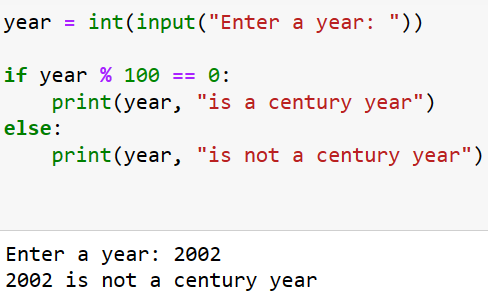 year = int(input("Enter a year: "))
if year % 100 == 0:
    print(year, "is a century year")
else:
    print(year, "is not a century year")
Enter a year: 2002
2002 is not a century year